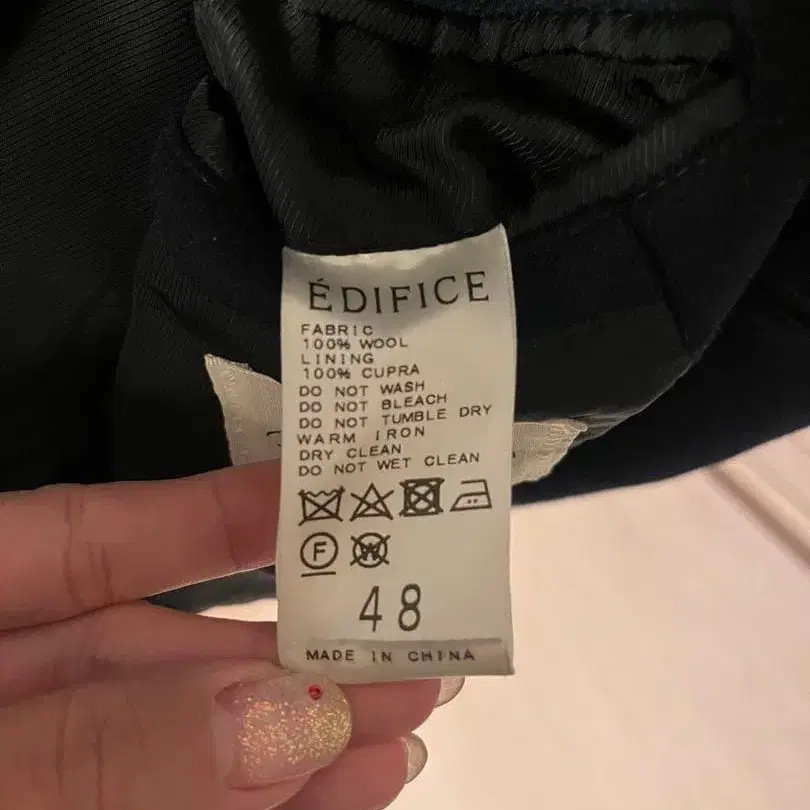 ÉDIFICE
FABRIC
100% WOOL
LINING
100% CUPRA
DO NOT WASH
DO NOT BLEACH
DO NOT TUMBLE DRY
WARM IRON
DRY CLEAN
DO NOT WET CLEAN
F W
48
MADE IN CHINA